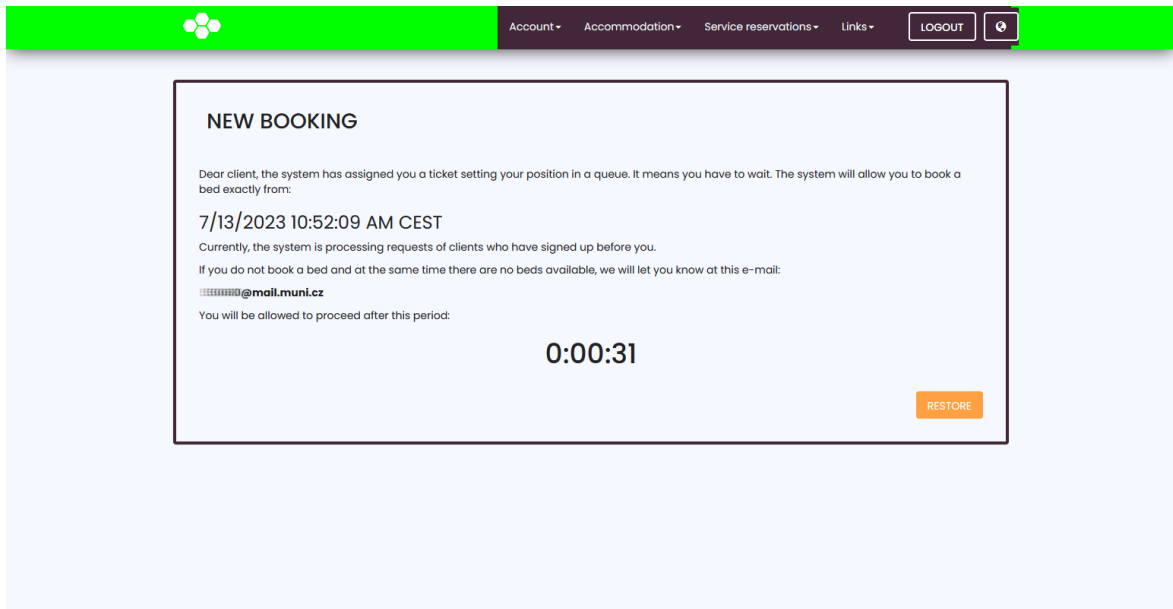 Account
Accommodation
Service reservations
Links
LOGOUT
NEW BOOKING
Dear client, the system has assigned you a ticket setting your position in a queue. It means you have to wait. The system will allow you to book a
bed exactly from:
7/13/2023 10:52:09 AM CEST
Currently, the system is processing requests of clients who have signed up before you.
If you do not book a bed and at the same time there are no beds available, we will let you know at this e-mail:
@mail.muni.cz
You will be allowed to proceed after this period:
0:00:31
RESTORE